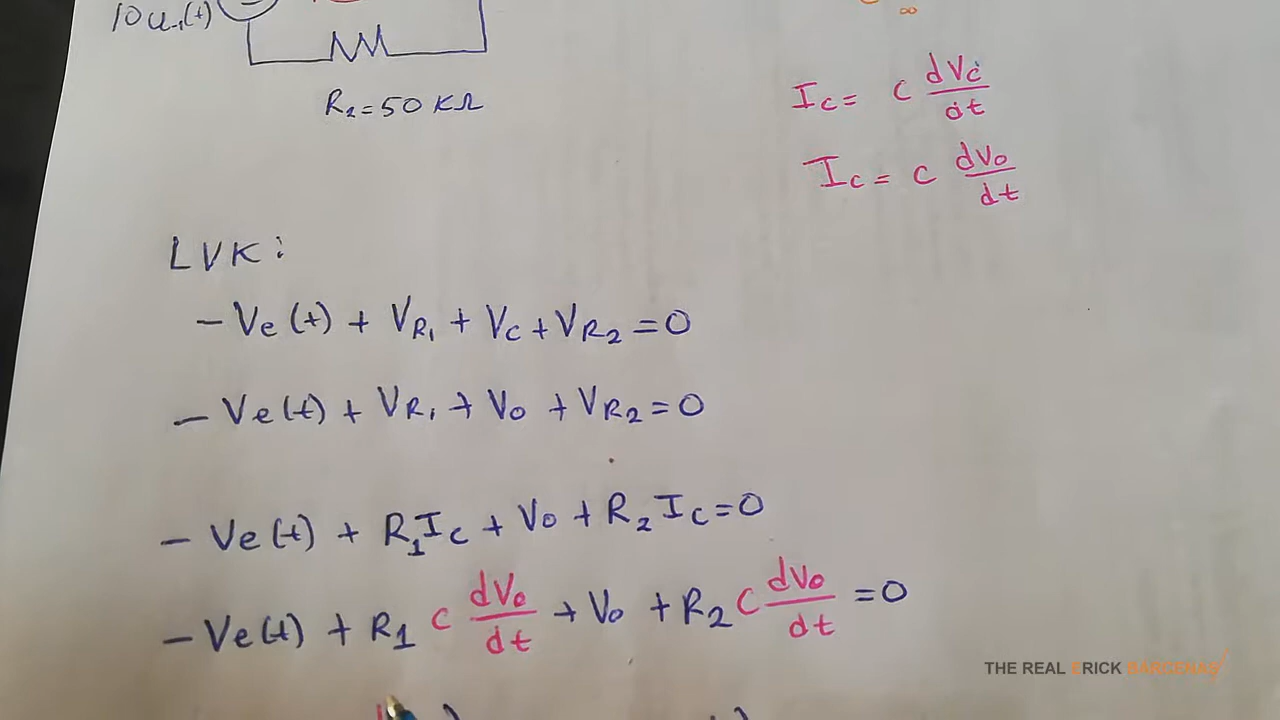 10u₋₁(t)
R₂=50 KΩ
∞
Ic= C dVc/dt
Ic= C dVo/dt
LVK:
-Ve(t) + VR₁ + Vc + VR₂ =0
-Ve(t) + VR₁ + Vo + VR₂ =0
-Ve(t) + R₁Ic + Vo + R₂Ic=0
-Ve(t) + R₁ C dVo/dt + Vo + R₂ C dVo/dt =0
THE REAL ERICK BARCENAS